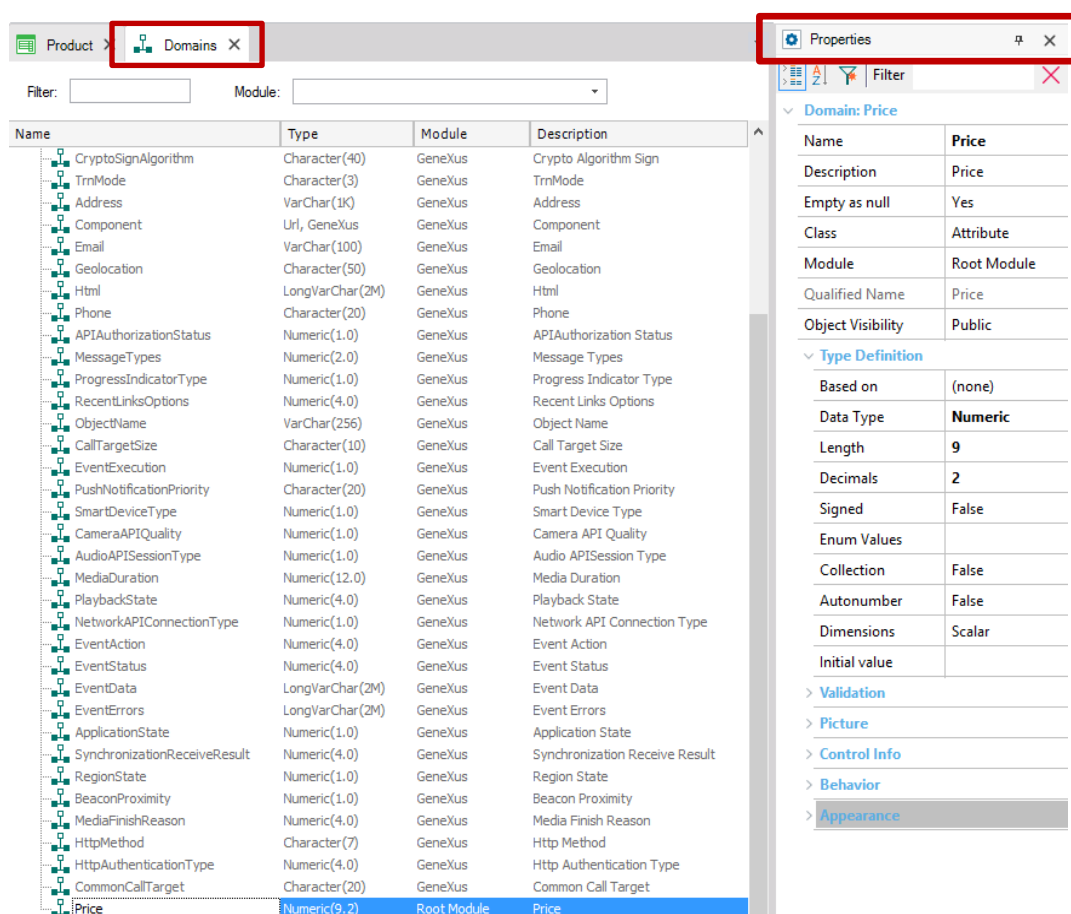 Product
Domains
Filter:
Module:
Name Type Module Description
CryptoSignAlgorithm Character(40) GeneXus Crypto Algorithm Sign
TrnMode Character(3) GeneXus TrnMode
Address VarChar(1K) GeneXus Address
Component Url, GeneXus GeneXus Component
Email VarChar(100) GeneXus Email
Geolocation Character(50) GeneXus Geolocation
Html LongVarChar(2M) GeneXus Html
Phone Character(20) GeneXus Phone
APIAuthorizationStatus Numeric(1.0) GeneXus APIAuthorization Status
MessageTypes Numeric(2.0) GeneXus Message Types
ProgressIndicatorType Numeric(1.0) GeneXus Progress Indicator Type
RecentLinksOptions Numeric(4.0) GeneXus Recent Links Options
ObjectName VarChar(256) GeneXus Object Name
CallTargetSize Character(10) GeneXus Call Target Size
EventExecution Numeric(1.0) GeneXus Event Execution
PushNotificationPriority Character(20) GeneXus Push Notification Priority
SmartDeviceType Numeric(1.0) GeneXus Smart Device Type
CameraAPIQuality Numeric(1.0) GeneXus Camera API Quality
AudioAPISessionType Numeric(1.0) GeneXus Audio APISession Type
MediaDuration Numeric(12.0) GeneXus Media Duration
PlaybackState Numeric(4.0) GeneXus Playback State
NetworkAPIConnectionType Numeric(1.0) GeneXus Network API Connection Type
EventAction Numeric(4.0) GeneXus Event Action
EventStatus Numeric(4.0) GeneXus Event Status
EventData LongVarChar(2M) GeneXus Event Data
EventErrors LongVarChar(2M) GeneXus Event Errors
ApplicationState Numeric(1.0) GeneXus Application State
SynchronizationReceiveResult Numeric(4.0) GeneXus Synchronization Receive Result
RegionState Numeric(1.0) GeneXus Region State
BeaconProximity Numeric(1.0) GeneXus Beacon Proximity
MediaFinishReason Numeric(4.0) GeneXus Media Finish Reason
HttpMethod Character(7) GeneXus Http Method
HttpAuthenticationType Numeric(4.0) GeneXus Http Authentication Type
CommonCallTarget Character(20) GeneXus Common Call Target
Price Numeric(9.2) Root Module Price
Properties
Filter
Domain: Price
Name Price
Description Price
Empty as null Yes
Class Attribute
Module Root Module
Qualified Name Price
Object Visibility Public
Type Definition
Based on (none)
Data Type Numeric
Length 9
Decimals 2
Signed False
Enum Values
Collection False
Autonumber False
Dimensions Scalar
Initial value
Validation
Picture
Control Info
Behavior
Appearance